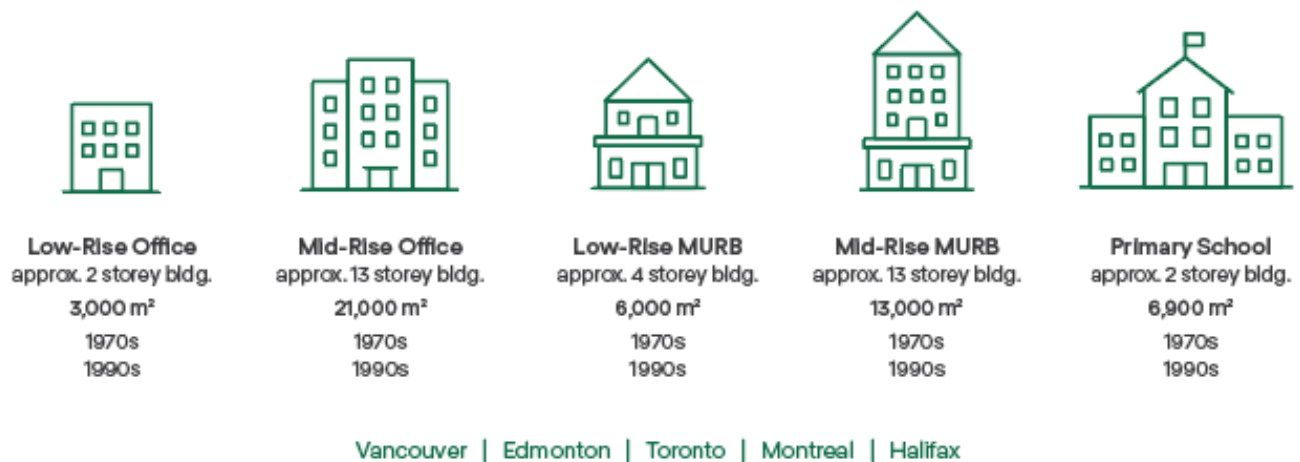 Low-Rise Office
approx. 2 storey bldg.
3,000 m²
1970s
1990s
Mid-Rise Office
approx. 13 storey bldg.
21,000 m²
1970s
1990s
Low-Rise MURB
approx. 4 storey bldg.
6,000 m²
1970s
1990s
Mid-Rise MURB
approx. 13 storey bldg.
13,000 m²
1970s
1990s
Primary School
approx. 2 storey bldg.
6,900 m²
1970s
1990s
Vancouver | Edmonton | Toronto | Montreal | Halifax